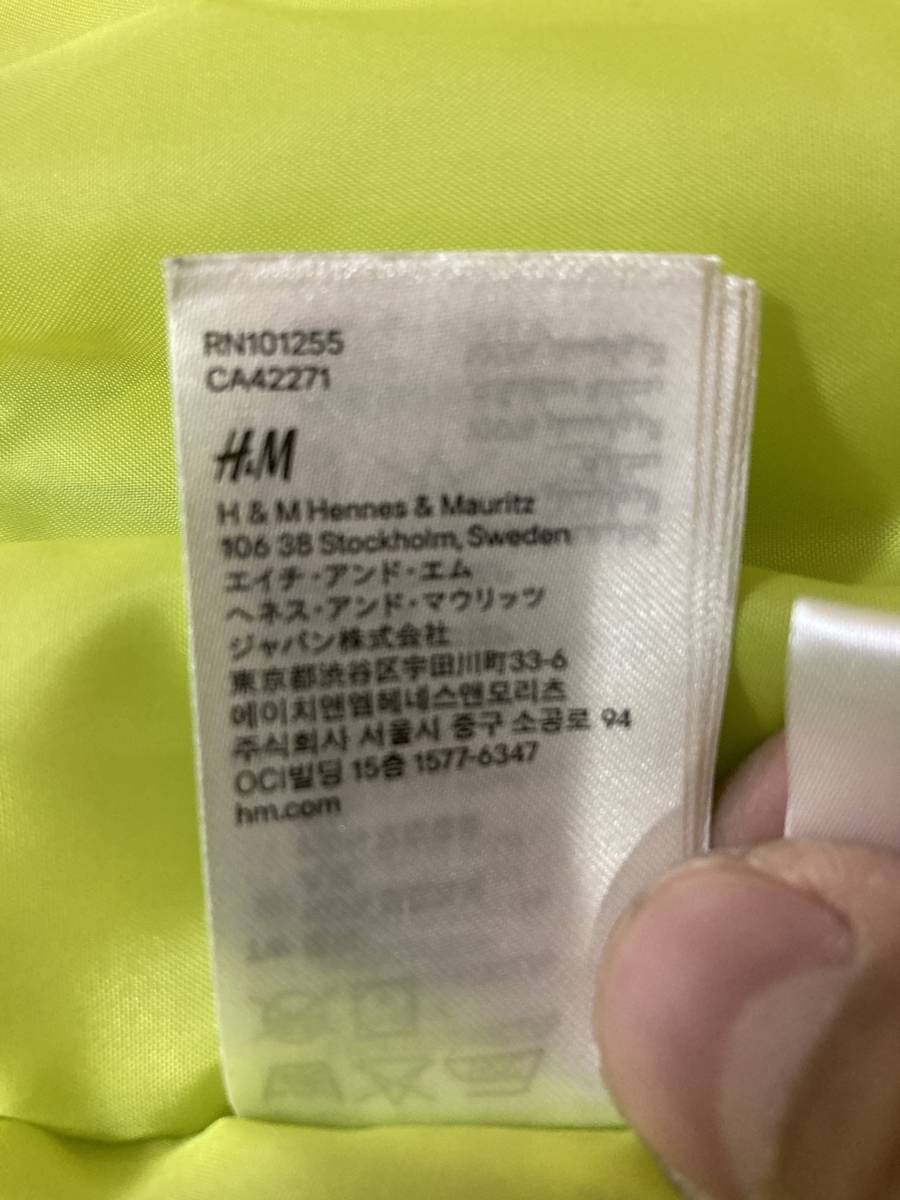 RN101255
CA42271
H&M
H & M Hennes & Mauritz
106 38 Stockholm, Sweden
エイチ・アンド・エム
ヘネス・アンド・マウリッツ
ジャパン株式会社
東京都渋谷区宇田川町33-6
에이치앤엠헤네스앤모리츠
주식회사 서울시 중구 소공로 94
OCI빌딩 15층 1577-6347
hm.com